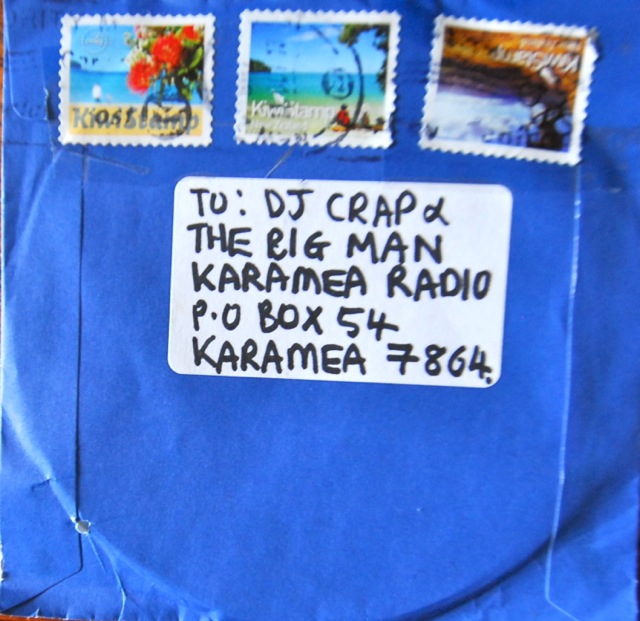 KiwiStamp
KiwiStamp
KiwiStamp
TO: DJ CRAP &
THE BIG MAN
KARAMEA RADIO
P.O BOX 54
KARAMEA 7864.